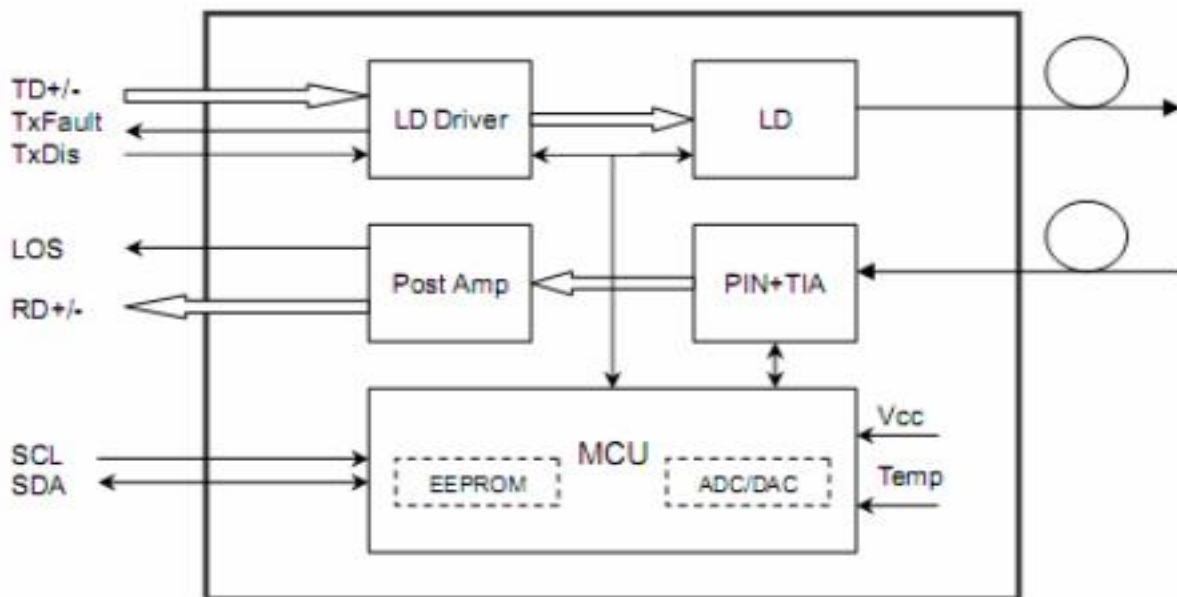 TD+/-
TxFault
TxDis
LD Driver
LD
LOS
RD+/-
Post Amp
PIN+TIA
SCL
SDA
MCU
EEPROM
ADC/DAC
Vcc
Temp